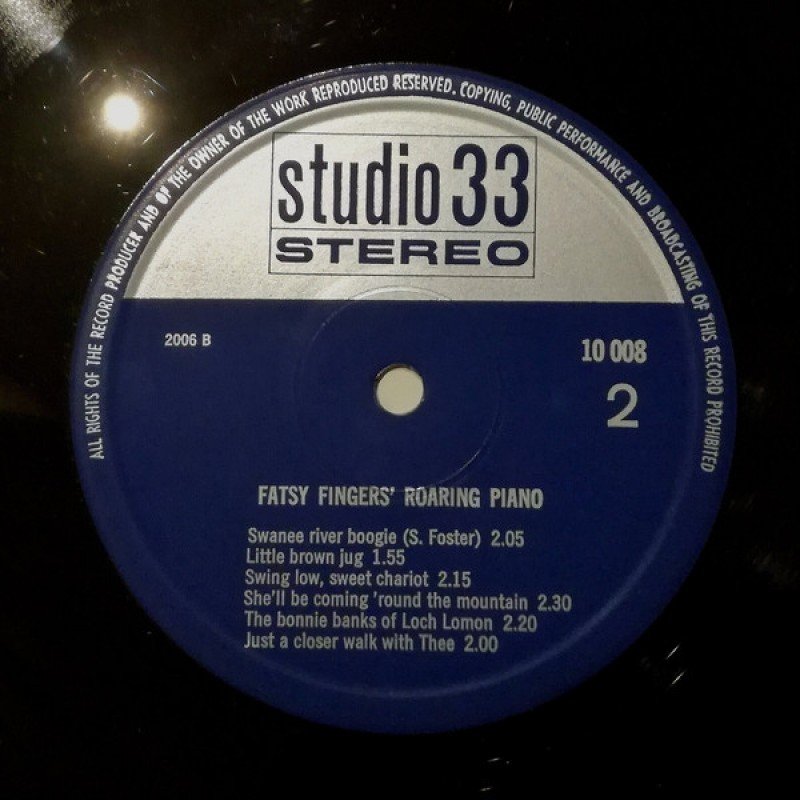 ALL RIGHTS OF THE RECORD PRODUCER AND OF THE OWNER OF THE WORK REPRODUCED RESERVED. COPYING, PUBLIC PERFORMANCE AND BROADCASTING OF THIS RECORD PROHIBITED
studio 33
STEREO
2006 B
10 008
2
FATSY FINGERS' ROARING PIANO
Swanee river boogie (S. Foster) 2.05
Little brown jug 1.55
Swing low, sweet chariot 2.15
She'll be coming 'round the mountain 2.30
The bonnie banks of Loch Lomon 2.20
Just a closer walk with Thee 2.00